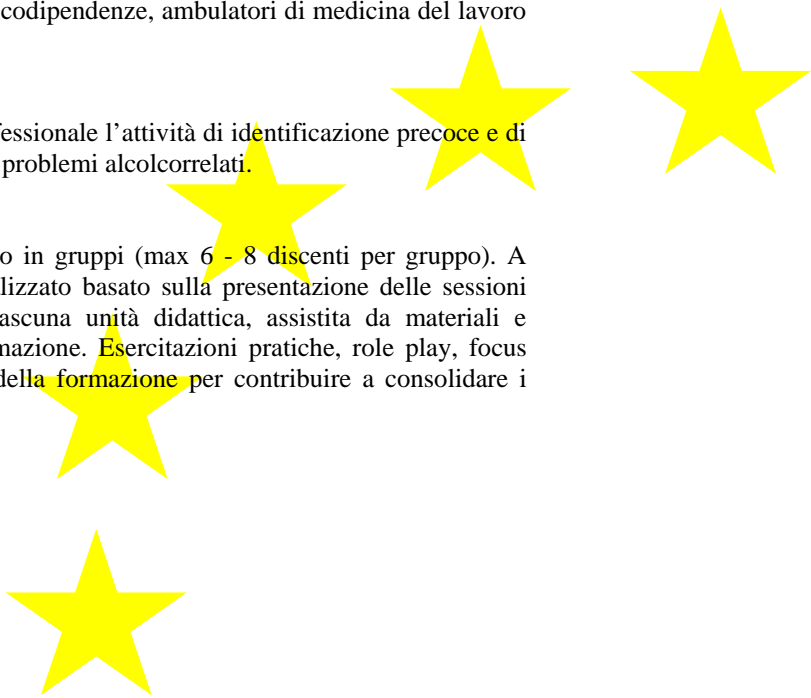 codipendenze, ambulatori di medicina del lavoro
fessionale l’attività di identificazione precoce e di
problemi alcolcorrelati.
o in gruppi (max 6 - 8 discenti per gruppo). A
lizzato basato sulla presentazione delle sessioni
ascuna unità didattica, assistita da materiali e
mazione. Esercitazioni pratiche, role play, focus
della formazione per contribuire a consolidare i